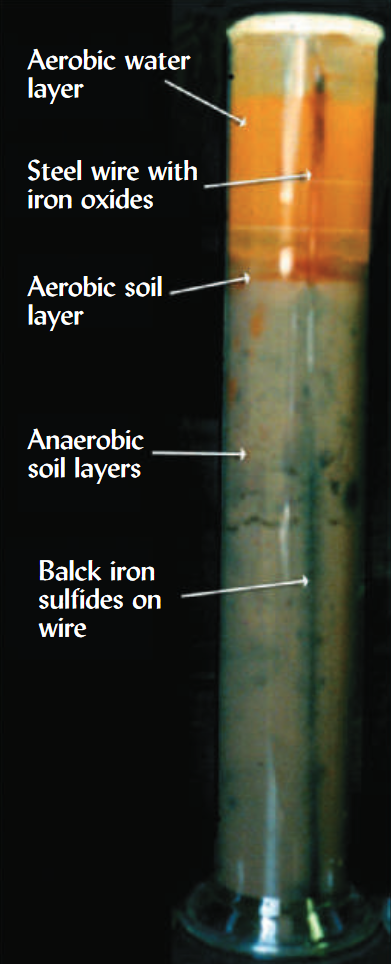 Aerobic water
layer
Steel wire with
iron oxides
Aerobic soil
layer
Anaerobic
soil layers
Balck iron
sulfides on
wire